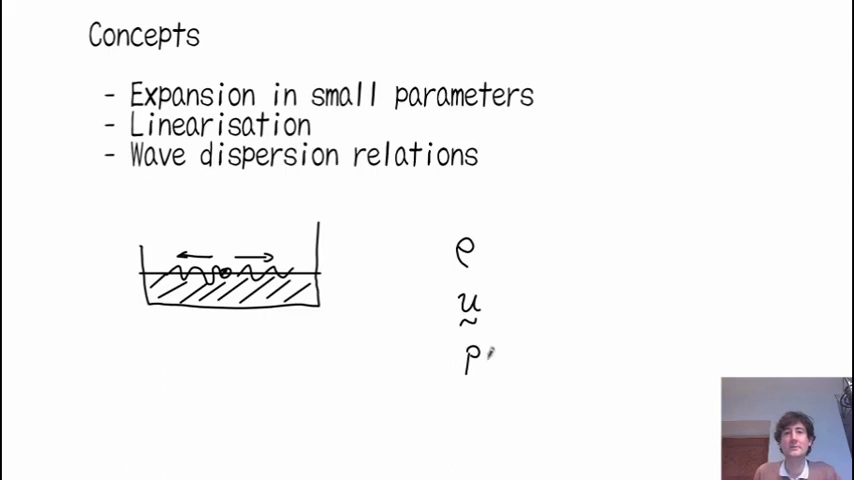 Concepts
- Expansion in small parameters
- Linearisation
- Wave dispersion relations
ρ
u
~
p